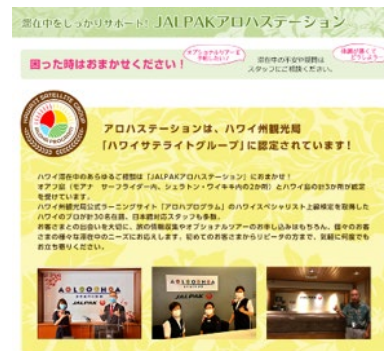 滞在中をしっかりサポート! JALPAKアロハステーション
困った時はおまかせください!
オプショナルツアーを
予約したい!
滞在中の不安や疑問は
スタッフにご相談ください。
体調が悪くて
どうしよう…
HAWAII SATELLITE GROUP
ALOHA PROGRAM
アロハステーションは、ハワイ州観光局
「ハワイサテライトグループ」に認定されています!
ハワイ滞在中のあらゆるご相談は「JALPAKアロハステーション」におまかせ!
オアフ島(モアナ サーフライダー内、シェラトン・ワイキキ内の2か所)とハワイ島の計3か所が認定
を受けています。
ハワイ州観光局公式ラーニングサイト「アロハプログラム」のハワイスペシャリスト上級検定を取得した
ハワイのプロが計30名在籍、日本語対応スタッフも多数。
お客さまとの出会いを大切に、旅の情報収集やオプショナルツアーのお申し込みはもちろん、個々のお客
さまの様々な滞在中のニーズにお応えします。初めてのお客さまからリピーターの方まで、気軽に何度でも
お立ち寄りください。
JALPAK
JALPAK